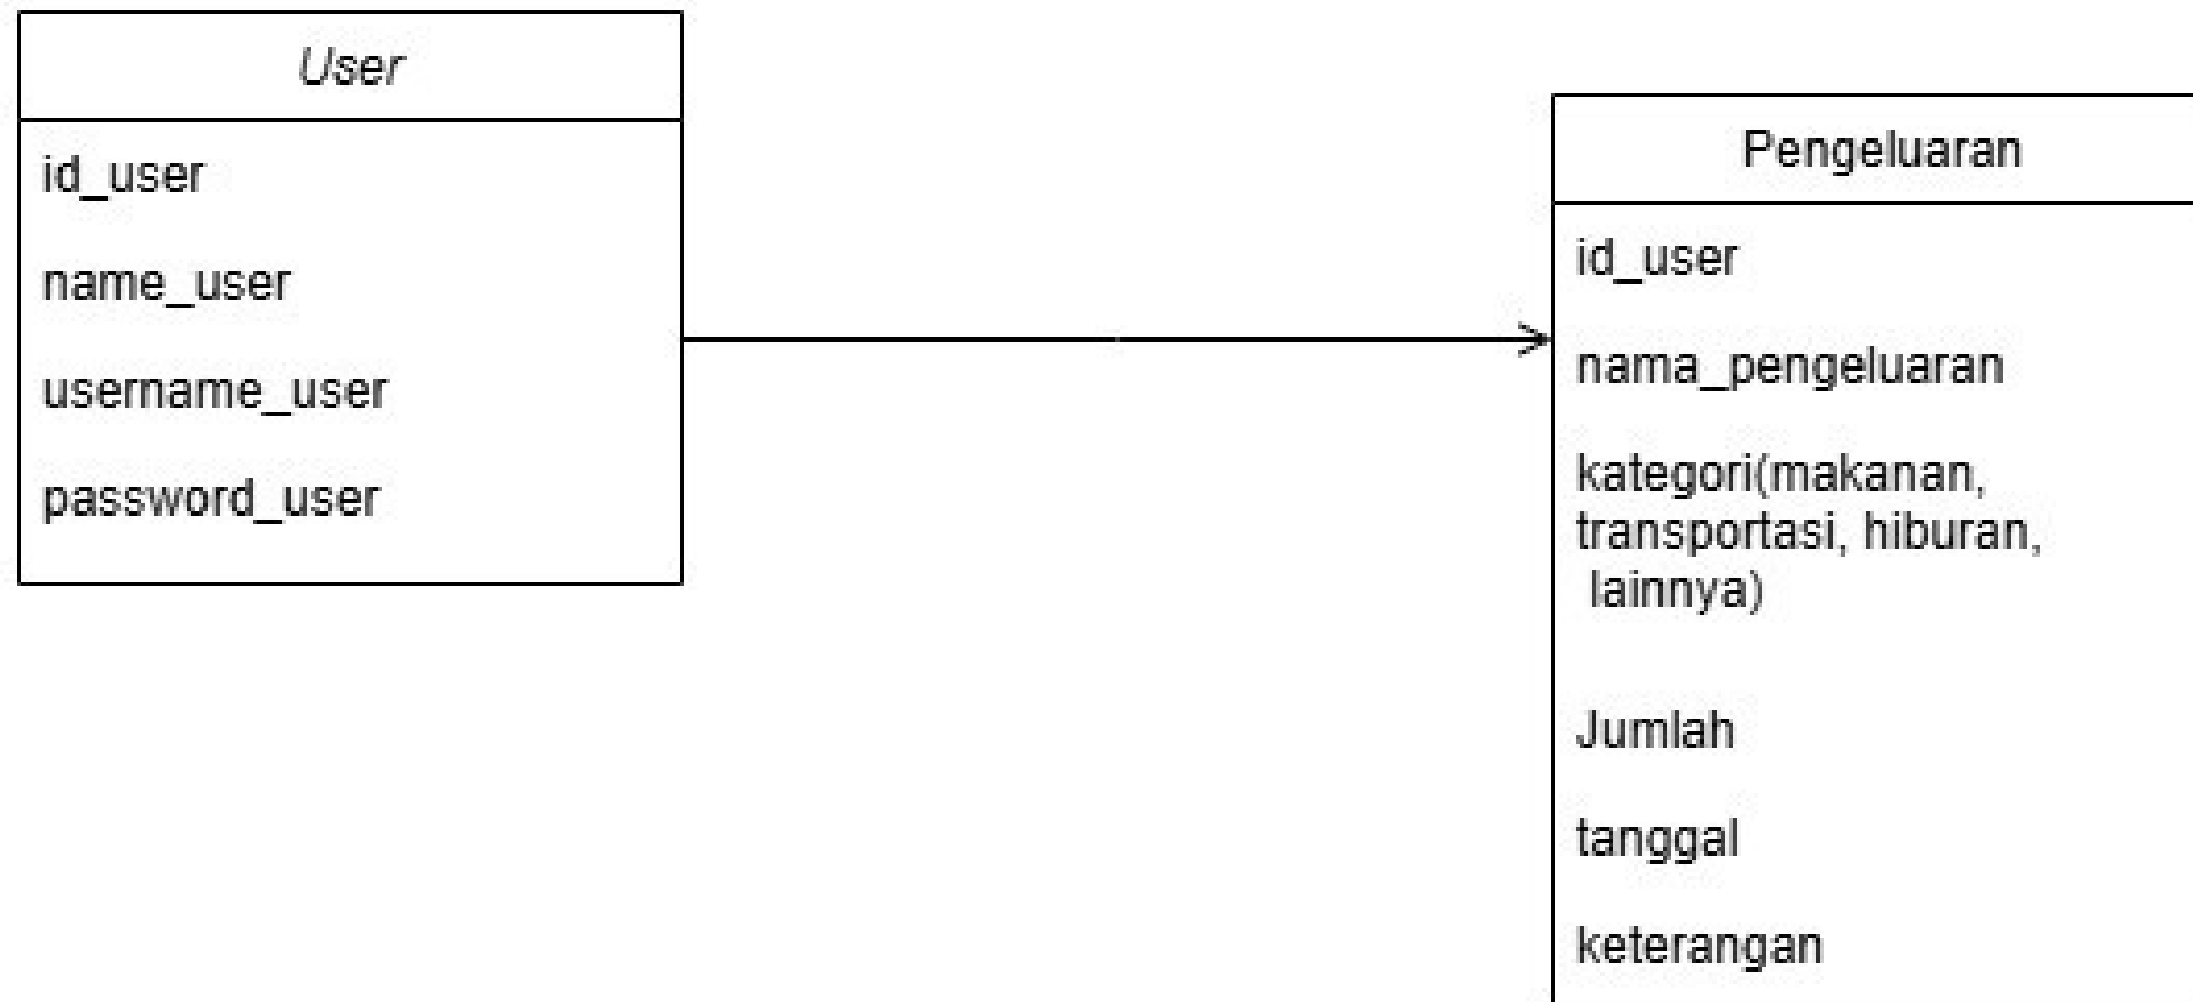 User
id_user
name_user
username_user
password_user
Pengeluaran
id_user
nama_pengeluaran
kategori(makanan,
transportasi, hiburan,
lainnya)
Jumlah
tanggal
keterangan